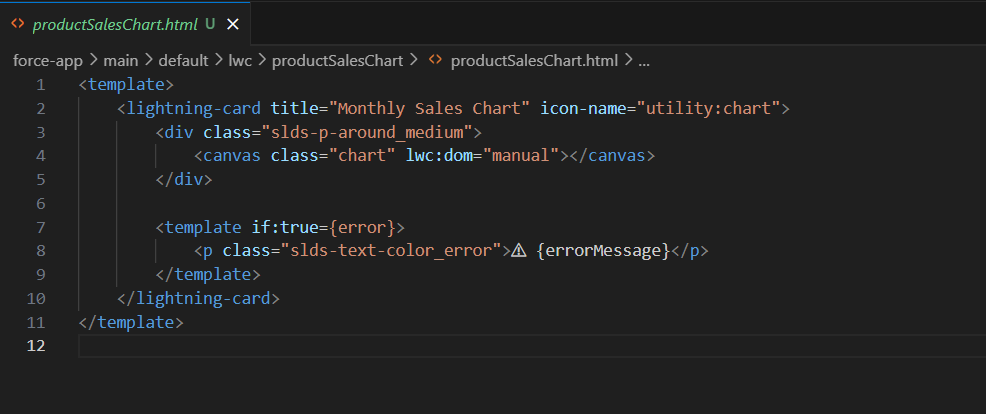 productSalesChart.html U
force-app > main > default > lwc > productSalesChart > <> productSalesChart.html > ...
1 <template>
2 <lightning-card title="Monthly Sales Chart" icon-name="utility:chart">
3 <div class="slds-p-around_medium">
4 <canvas class="chart" lwc:dom="manual"></canvas>
5 </div>
6
7 <template if:true={error}>
8 <p class="slds-text-color_error">⚠ {errorMessage}</p>
9 </template>
10 </lightning-card>
11 </template>
12